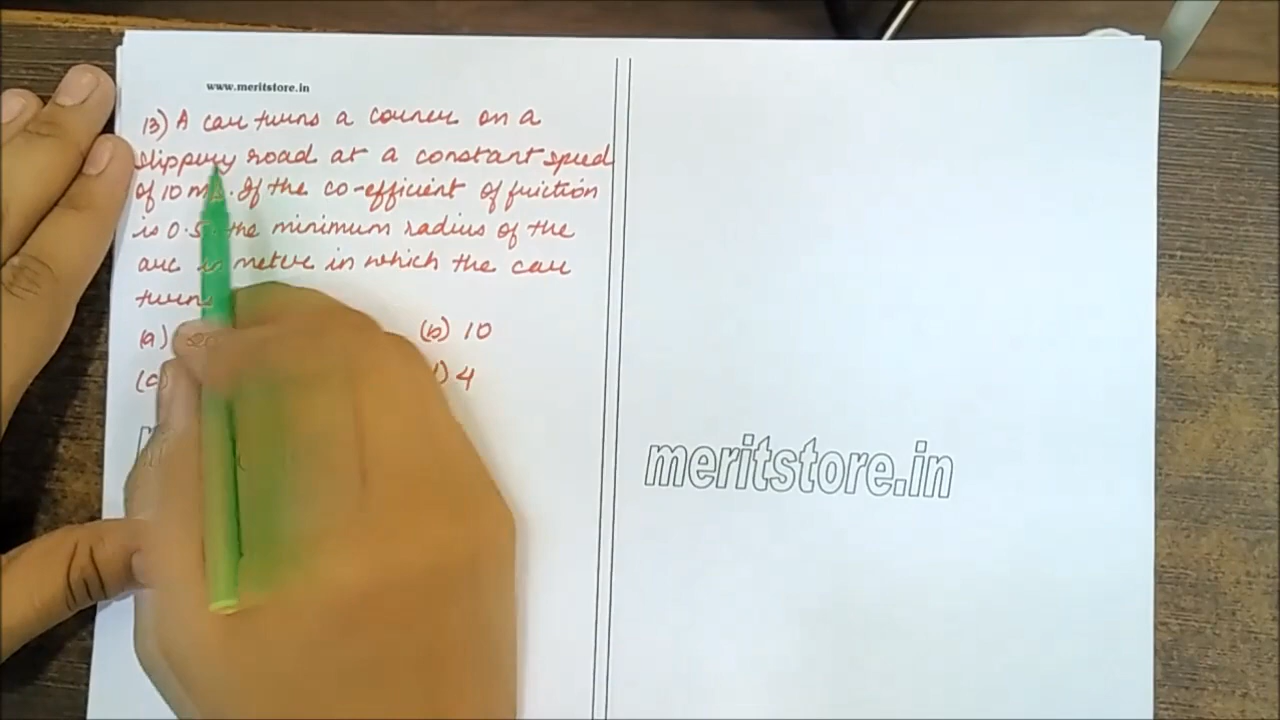 www.meritstore.in
13) A car turns a corner on a
slippery road at a constant speed
of 10 m/s. If the co-efficient of friction
is 0.5, the minimum radius of the
arc in metre in which the car
turns
(a) 20 (b) 10
(c) 4
meritstore.in